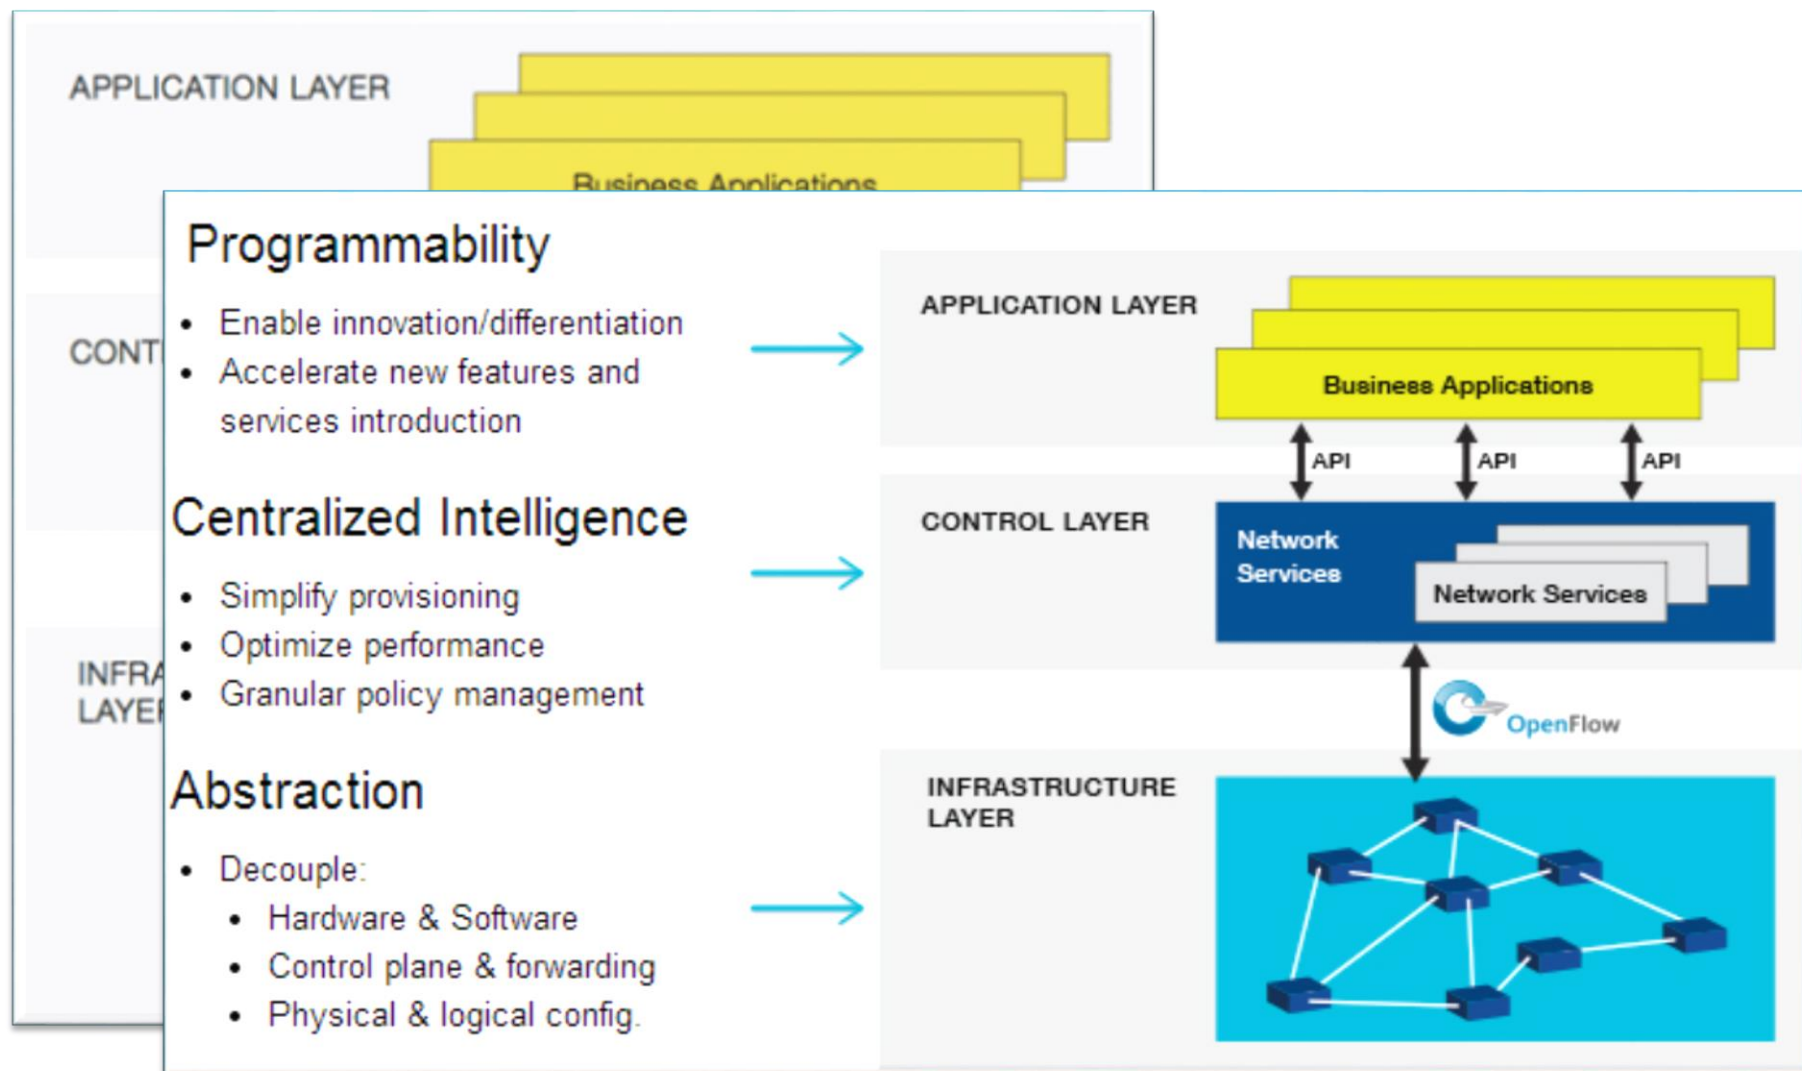 APPLICATION LAYER
Business Applications
CONT
INFRA
LAYER
Programmability
• Enable innovation/differentiation
• Accelerate new features and
services introduction
Centralized Intelligence
• Simplify provisioning
• Optimize performance
• Granular policy management
Abstraction
• Decouple:
• Hardware & Software
• Control plane & forwarding
• Physical & logical config.
APPLICATION LAYER
Business Applications
API
API
API
CONTROL LAYER
Network
Services
Network Services
OpenFlow
INFRASTRUCTURE
LAYER